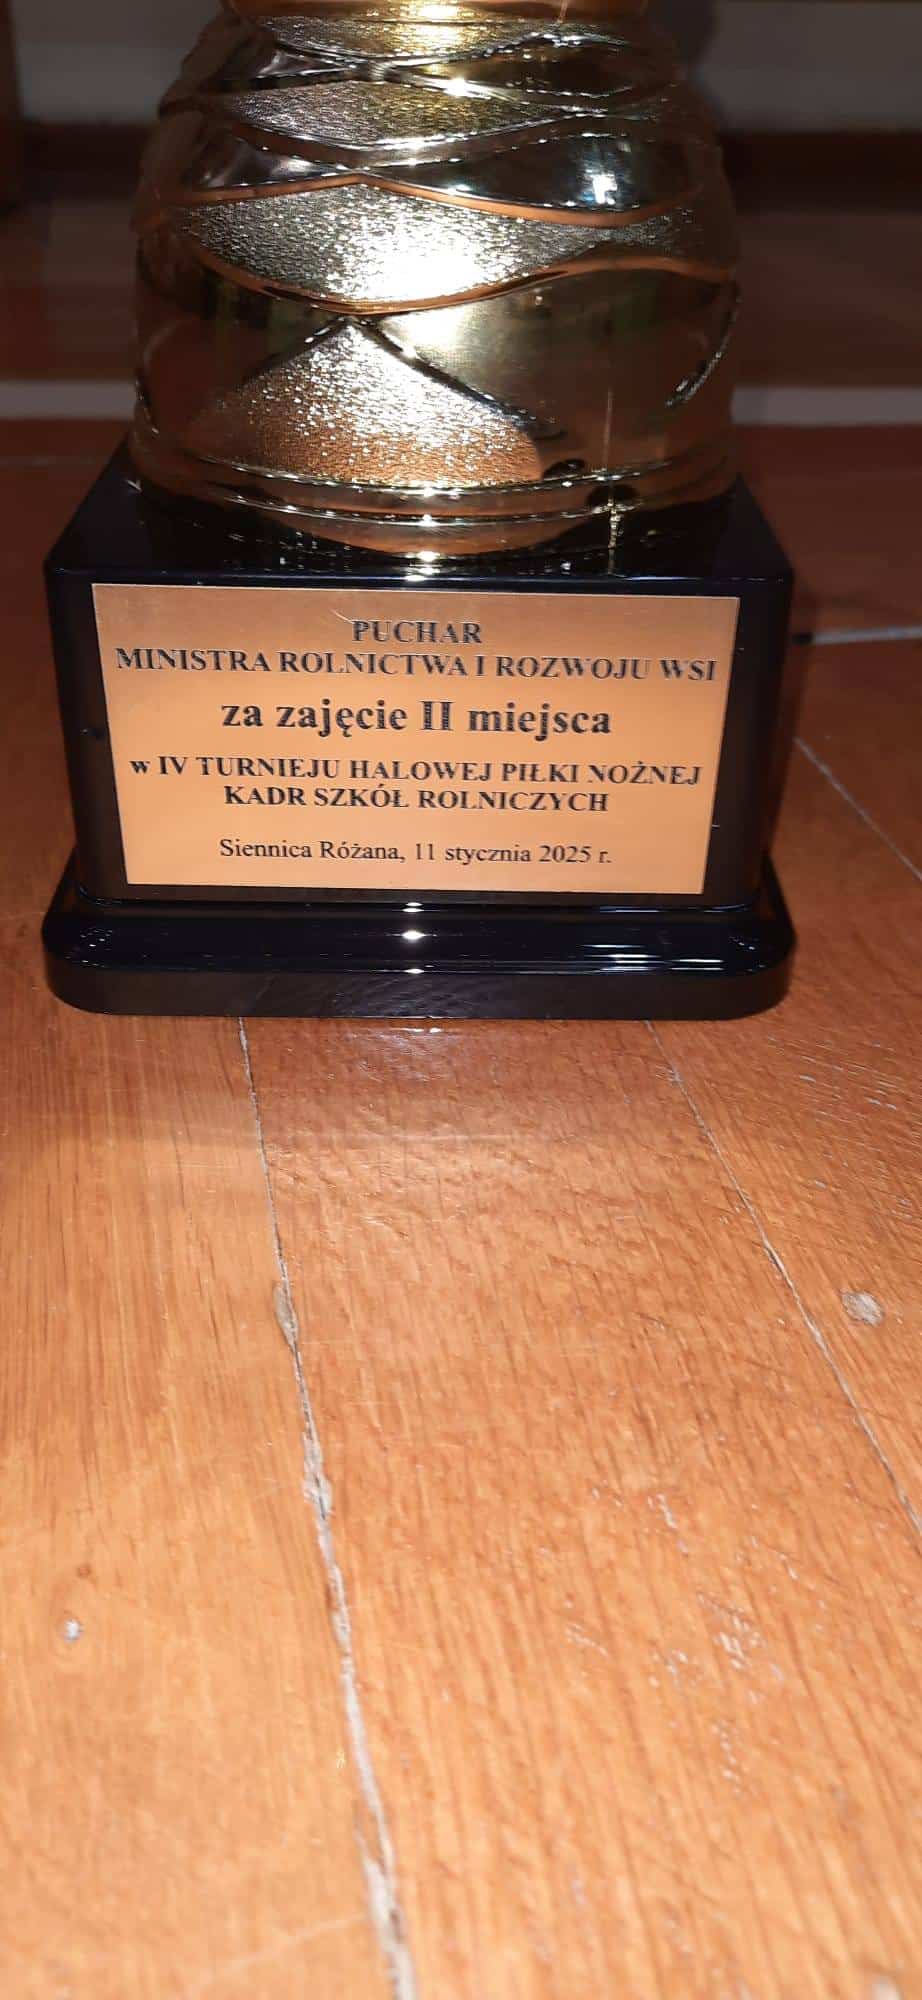 PUCHAR
MINISTRA ROLNICTWA I ROZWOJU WSI
za zajęcie II miejsca
w IV TURNIEJU HALOWEJ PIŁKI NOŻNEJ
KADR SZKÓŁ ROLNICZYCH
Siennica Różana, 11 stycznia 2025 r.